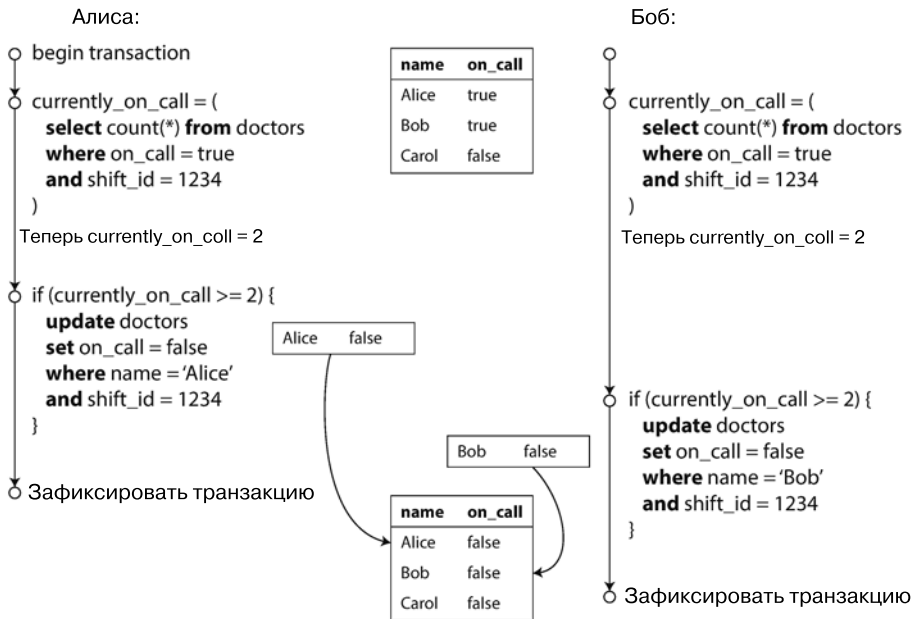 Алиса:
begin transaction
currently_on_call = (
select count(*) from doctors
where on_call = true
and shift_id = 1234
)
Теперь currently_on_coll = 2
if (currently_on_call >= 2) {
update doctors
set on_call = false
where name = ‘Alice’
and shift_id = 1234
}
Зафиксировать транзакцию
name on_call
Alice true
Bob true
Carol false
Alice false
Bob false
name on_call
Alice false
Bob false
Carol false
Боб:
currently_on_call = (
select count(*) from doctors
where on_call = true
and shift_id = 1234
)
Теперь currently_on_coll = 2
if (currently_on_call >= 2) {
update doctors
set on_call = false
where name = ‘Bob’
and shift_id = 1234
}
Зафиксировать транзакцию